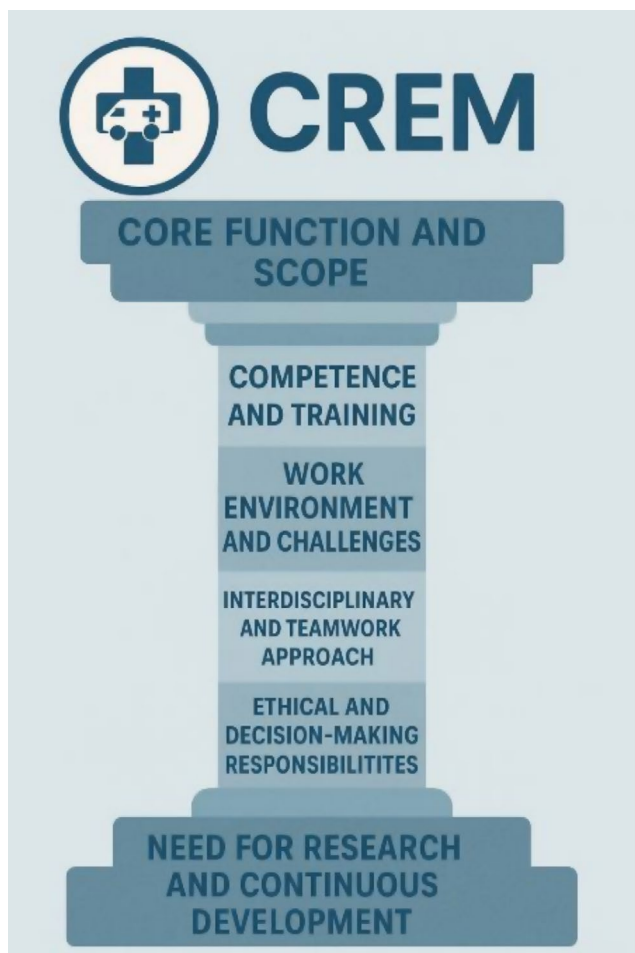 CREM
CORE FUNCTION AND
SCOPE
COMPETENCE
AND TRAINING
WORK
ENVIRONMENT
AND CHALLENGES
INTERDISCIPLINARY
AND TEAMWORK
APPROACH
ETHICAL AND
DECISION-MAKING
RESPONSIBILITITES
NEED FOR RESEARCH
AND CONTINUOUS
DEVELOPMENT